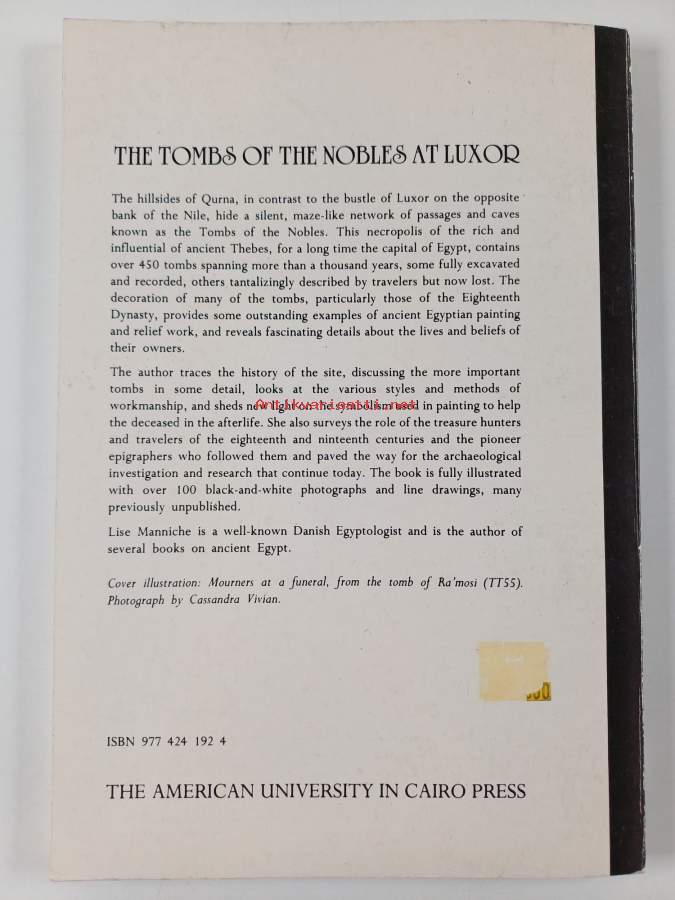 THE TOMBS OF THE NOBLES AT LUXOR
The hillsides of Qurna, in contrast to the bustle of Luxor on the opposite
bank of the Nile, hide a silent, maze-like network of passages and caves
known as the Tombs of the Nobles. This necropolis of the rich and
influential of ancient Thebes, for a long time the capital of Egypt, contains
over 450 tombs spanning more than a thousand years, some fully excavated
and recorded, others tantalizingly described by travelers but now lost. The
decoration of many of the tombs, particularly those of the Eighteenth
Dynasty, provides some outstanding examples of ancient Egyptian painting
and relief work, and reveals fascinating details about the lives and beliefs of
their owners.
The author traces the history of the site, discussing the more important
tombs in some detail, looks at the various styles and methods of
workmanship, and sheds new light on the symbolism used in painting to help
Antikvariaatti.net
the deceased in the afterlife. She also surveys the role of the treasure hunters
and travelers of the eighteenth and ninteenth centuries and the pioneer
epigraphers who followed them and paved the way for the archaeological
investigation and research that continue today. The book is fully illustrated
with over 100 black-and-white photographs and line drawings, many
previously unpublished.
Lise Manniche is a well-known Danish Egyptologist and is the author of
several books on ancient Egypt.
Cover illustration: Mourners at a funeral, from the tomb of Ra'mosi (TT55).
Photograph by Cassandra Vivian.
ISBN 977 424 192 4
THE AMERICAN UNIVERSITY IN CAIRO PRESS